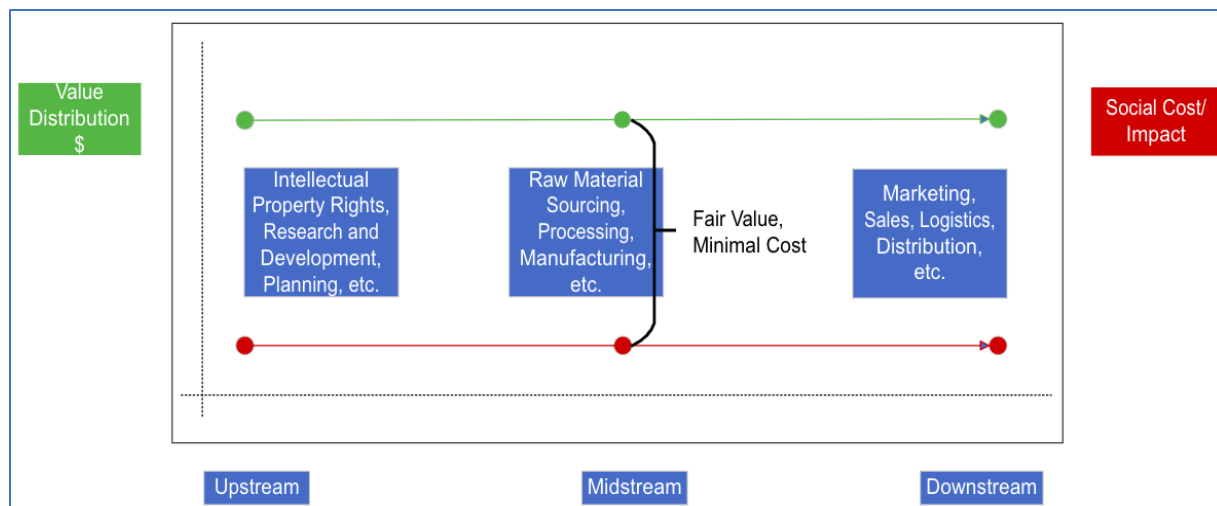 Value
Distribution
$
Social Cost/
Impact
Intellectual
Property Rights,
Research and
Development,
Planning, etc.
Raw Material
Sourcing,
Processing,
Manufacturing,
etc.
Fair Value,
Minimal Cost
Marketing,
Sales, Logistics,
Distribution,
etc.
Upstream
Midstream
Downstream